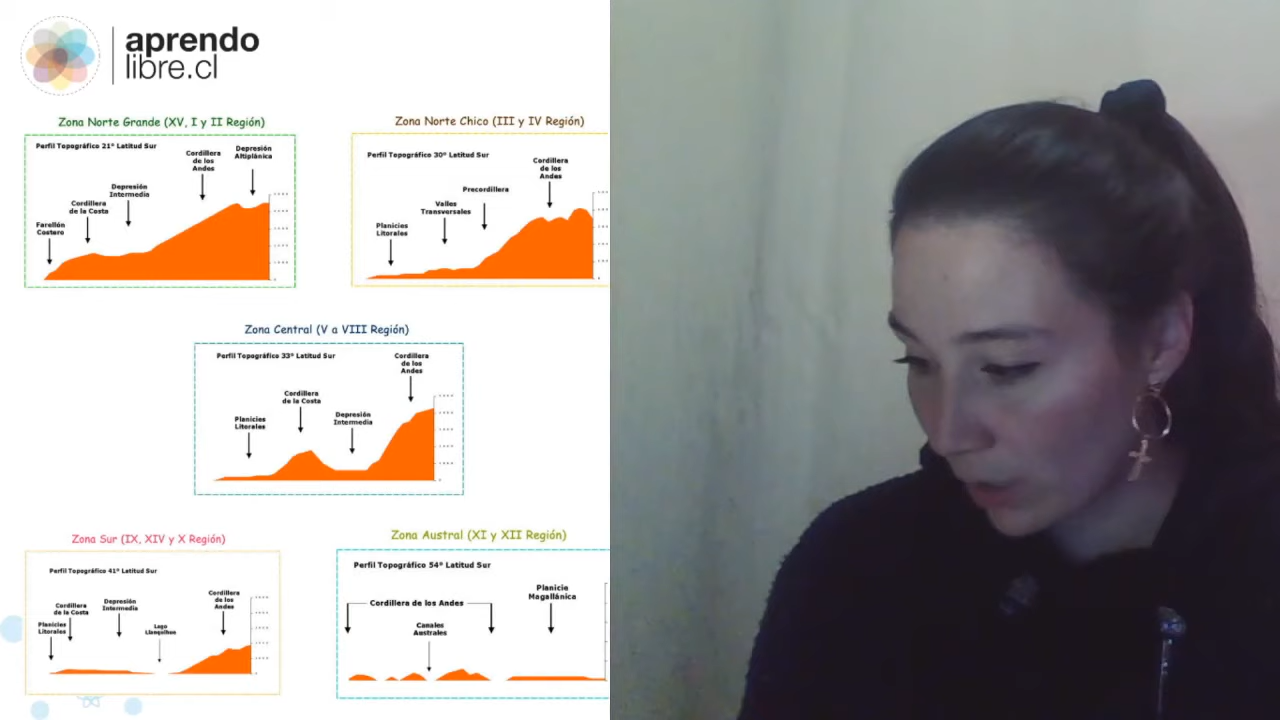 aprendo
libre.cl
Zona Norte Grande (XV, I y II Región)
Perfil Topográfico 21° Latitud Sur
Farellón
Costero
Cordillera
de la Costa
Depresión
Intermedia
Cordillera
de los
Andes
Depresión
Altiplánica
Zona Norte Chico (III y IV Región)
Perfil Topográfico 30° Latitud Sur
Planicies
Litorales
Valles
Transversales
Precordillera
Cordillera
de los
Andes
Zona Central (V a VIII Región)
Perfil Topográfico 33° Latitud Sur
Planicies
Litorales
Cordillera
de la Costa
Depresión
Intermedia
Cordillera
de los
Andes
Zona Sur (IX, XIV y X Región)
Perfil Topográfico 41° Latitud Sur
Planicies
Litorales
Cordillera
de la Costa
Depresión
Intermedia
Lago
Llanquihue
Cordillera
de los
Andes
Zona Austral (XI y XII Región)
Perfil Topográfico 54° Latitud Sur
Cordillera de los Andes
Canales
Australes
Planicie
Magallánica